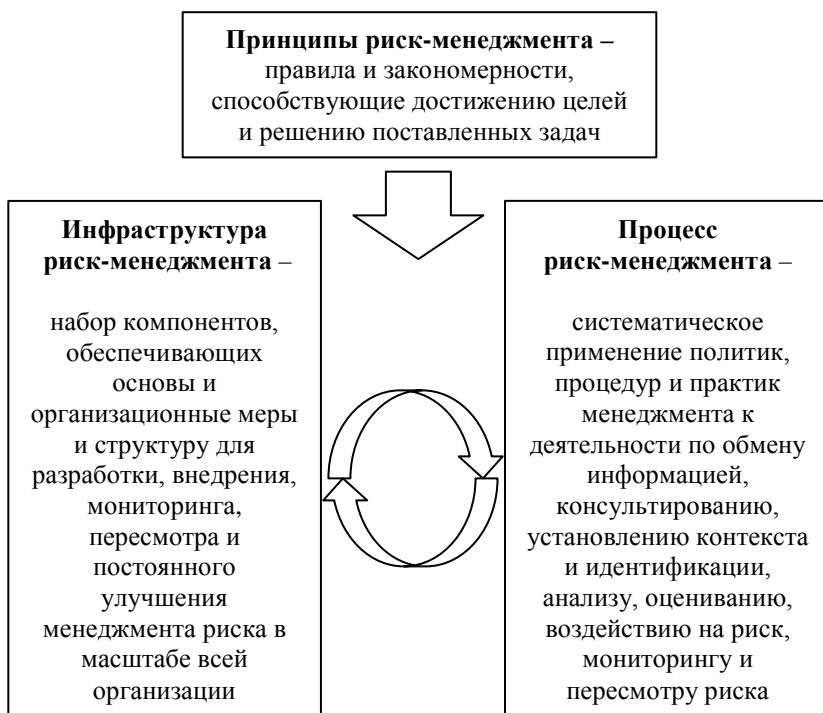 Принципы риск-менеджмента –
правила и закономерности,
способствующие достижению целей
и решению поставленных задач
Инфраструктура
риск-менеджмента –
набор компонентов,
обеспечивающих
основы и
организационные меры
и структуру для
разработки, внедрения,
мониторинга,
пересмотра и
постоянного
улучшения
менеджмента риска в
масштабе всей
организации
Процесс
риск-менеджмента –
систематическое
применение политик,
процедур и практик
менеджмента к
деятельности по обмену
информацией,
консультированию,
установлению контекста
и идентификации,
анализу, оцениванию,
воздействию на риск,
мониторингу и
пересмотру риска